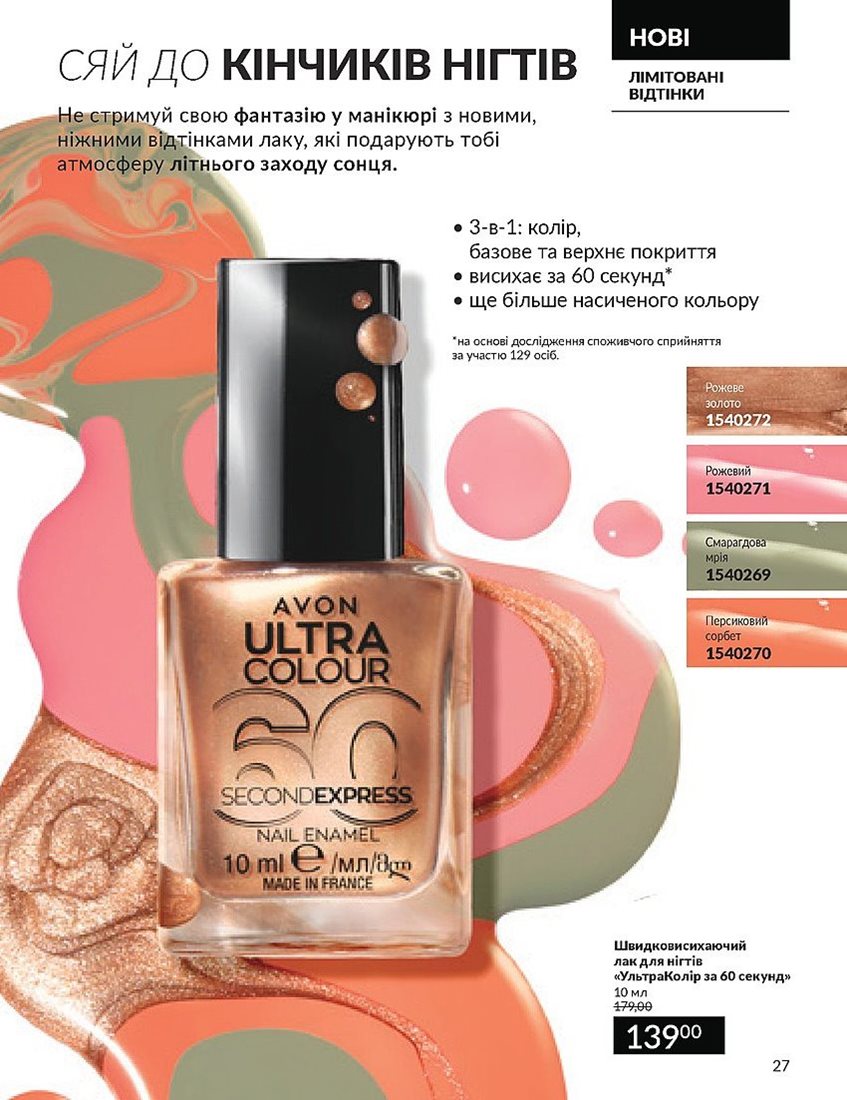 СЯЙ ДО КІНЧИКІВ НІГТІВ
НОВІ
ЛІМІТОВАНІ
ВІДТІНКИ
Не стримуй свою фантазію у манікюрі з новими,
ніжними відтінками лаку, які подарують тобі
атмосферу літнього заходу сонця.
• 3-в-1: колір,
базове та верхнє покриття
• висихає за 60 секунд*
• ще більше насиченого кольору
*на основі дослідження споживчого сприйняття
за участю 129 осіб.
Рожеве
золото
1540272
Рожевий
1540271
Смарагдова
мрія
1540269
Персиковий
сорбет
1540270
AVON
ULTRA
COLOUR
60
SECONDEXPRESS
NAIL ENAMEL
10 ml e /мл/მლ
MADE IN FRANCE
Швидковисихаючий
лак для нігтів
«УльтраКолір за 60 секунд»
10 мл
179,00
139⁰⁰
27